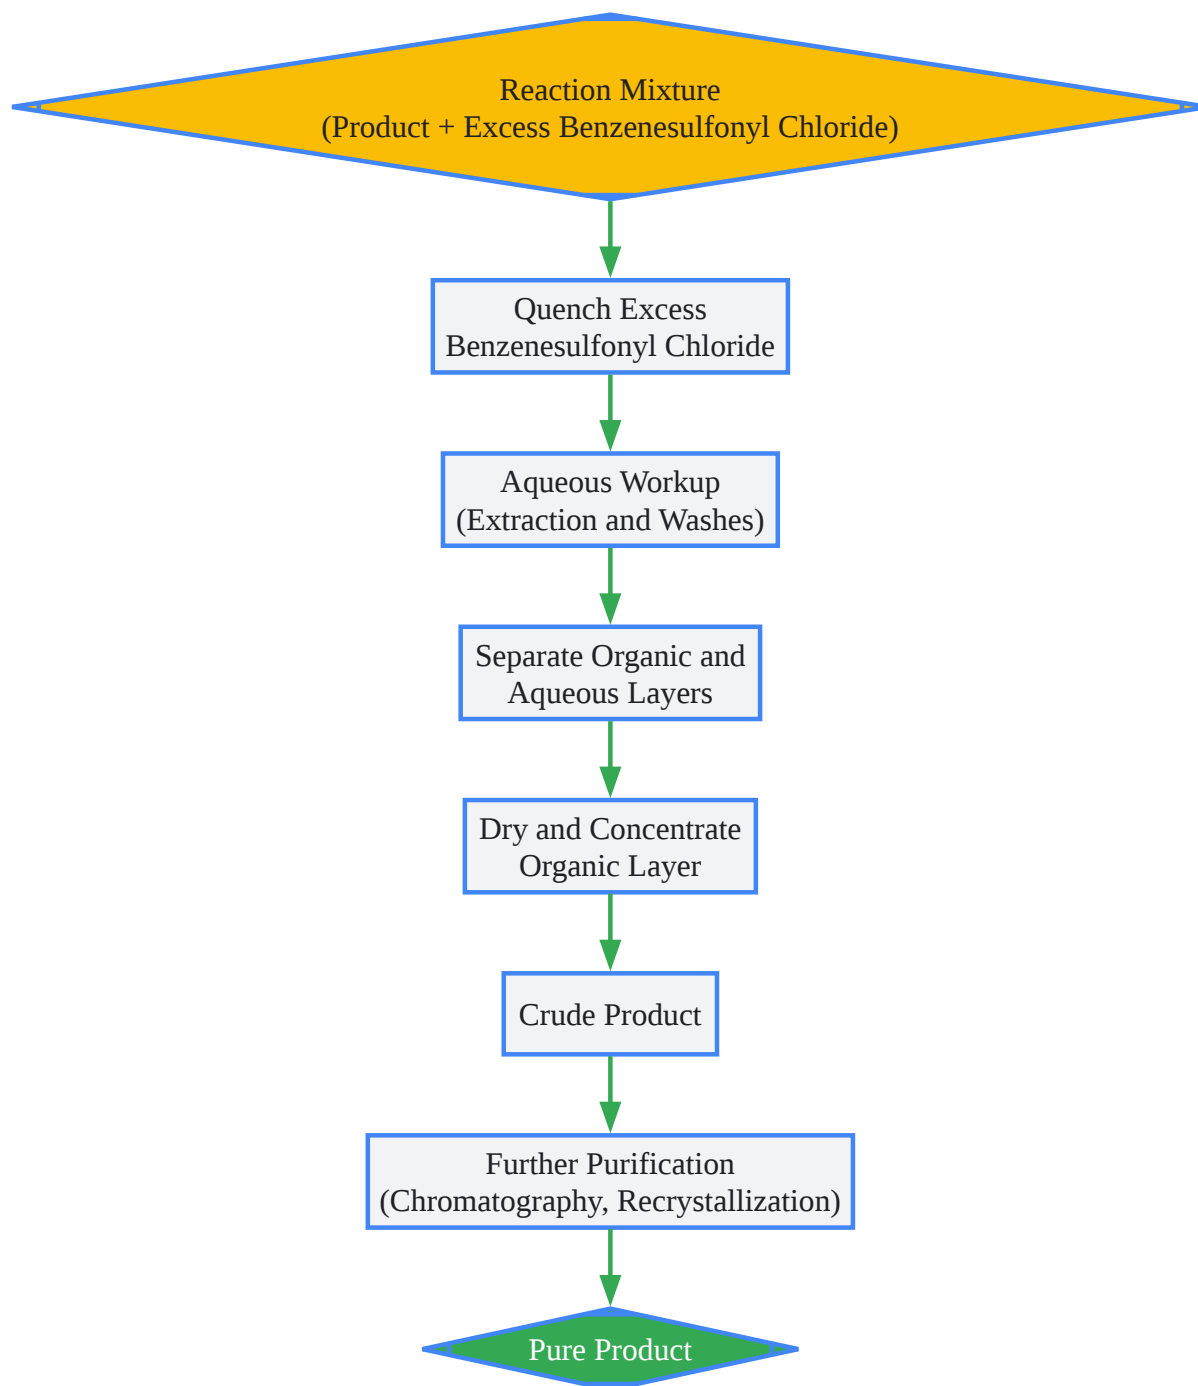 Reaction Mixture
(Product + Excess Benzenesulfonyl Chloride)
Quench Excess
Benzenesulfonyl Chloride
Aqueous Workup
(Extraction and Washes)
Separate Organic and
Aqueous Layers
Dry and Concentrate
Organic Layer
Crude Product
Further Purification
(Chromatography, Recrystallization)
Pure Product